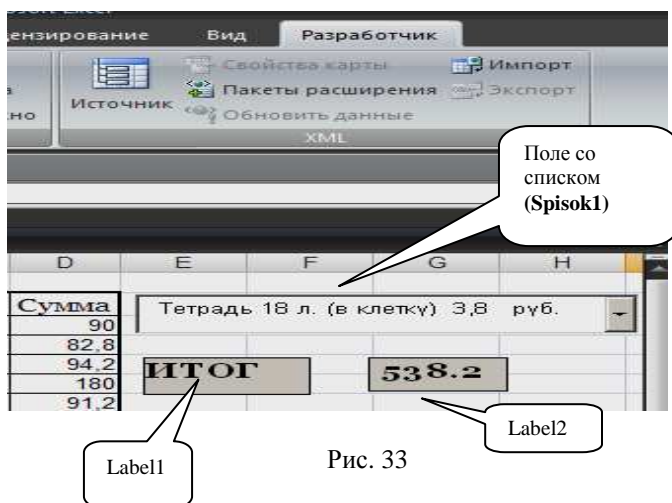 Вид Разработчик
Источник
Свойства карты
Пакеты расширения
Обновить данные
Импорт
Экспорт
XML
Поле со
списком
(Spisok1)
D E F G H
Сумма
90
82,8
94,2
180
91,2
Тетрадь 18 л. (в клетку) 3,8 руб.
ИТОГ 538.2
Label1
Label2
Рис. 33